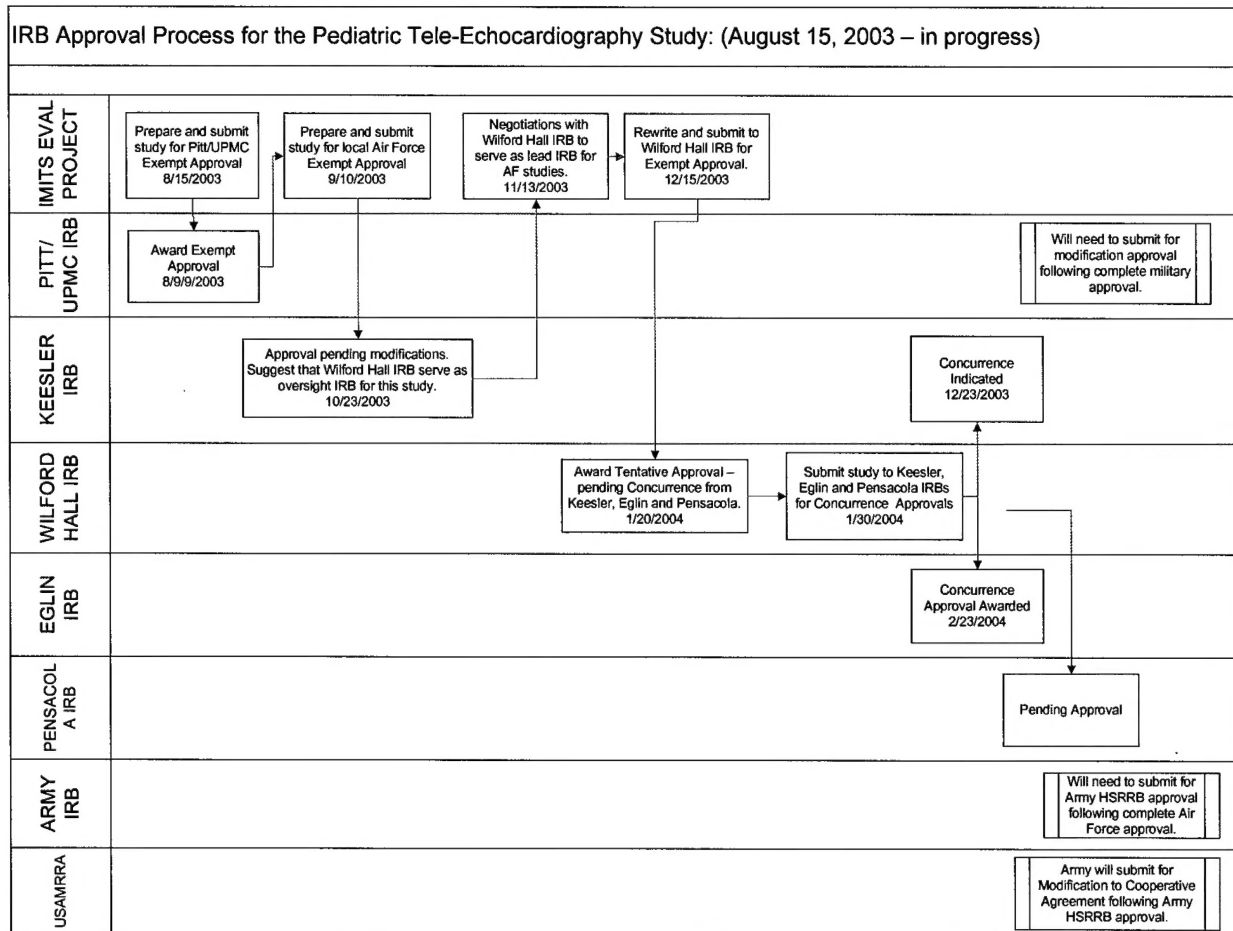 IRB Approval Process for the Pediatric Tele-Echocardiography Study: (August 15, 2003 – in progress)
IMITS EVAL
PROJECT
Prepare and submit
study for Pitt/UPMC
Exempt Approval
8/15/2003
Prepare and submit
study for local Air Force
Exempt Approval
9/10/2003
Negotiations with
Wilford Hall IRB to
serve as lead IRB for
AF studies.
11/13/2003
Rewrite and submit to
Wilford Hall IRB for
Exempt Approval.
12/15/2003
PITT/
UPMC IRB
Award Exempt
Approval
8/9/9/2003
Will need to submit for
modification approval
following complete military
approval.
KEESLER
IRB
Approval pending modifications.
Suggest that Wilford Hall IRB serve as
oversight IRB for this study.
10/23/2003
Concurrence
Indicated
12/23/2003
WILFORD
HALL IRB
Award Tentative Approval –
pending Concurrence from
Keesler, Eglin and Pensacola.
1/20/2004
Submit study to Keesler,
Eglin and Pensacola IRBs
for Concurrence Approvals
1/30/2004
EGLIN
IRB
Concurrence
Approval Awarded
2/23/2004
PENSACOL
A IRB
Pending Approval
ARMY
IRB
Will need to submit for
Army HSRRB approval
following complete Air
Force approval.
USAMRRA
Army will submit for
Modification to Cooperative
Agreement following Army
HSRRB approval.